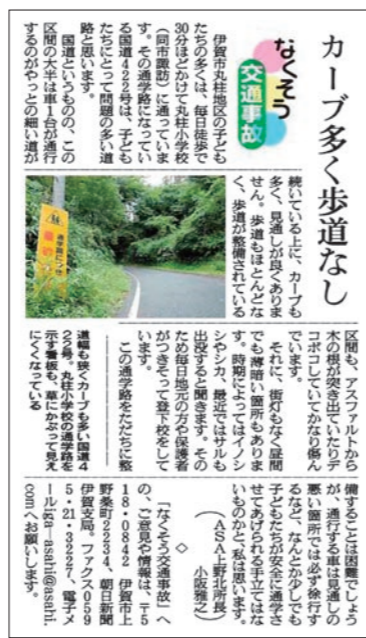 カーブ多く歩道なし
なくそう
交通事故
伊賀市丸柱地区の子ども
たちの多くは、毎日徒歩で
30分ほどかけて丸柱小学校
（同市諏訪）に通っていま
す。その通学路になってい
る国道422号は、子ども
たちにとって問題の多い道
路と思います。
国道というものの、この
区間の大半は車1台が通行
するのがやっとの細い道が
続いている上に、カーブも
多く、見通しが良くありま
せん。歩道もほとんどな
く、歩道が整備されている
区間も、アスファルトから
木の根が突き出ていたりデ
コボコしていてかなり傷ん
でいます。
それに、街灯もなく昼間
でも薄暗い箇所もありま
す。時期によってはイノシ
シやシカ、最近ではサルも
出没すると聞きます。その
ため毎日地元の方や保護者
がつきそって登下校をして
います。
この通学路をただちに整
備することは困難でしょう
が、通行する車は見通しの
悪い箇所では必ず徐行す
るなど、なんとか少しでも
子どもたちが安全に通学さ
せてあげられる手立てはな
いものかと、私は思います。
（ASA上野北所長）
小阪雅之
◇
「なくそう交通事故」へ
の、ご意見や情報は、〒5
18・0842　伊賀市上
野桑町2234、朝日新聞
伊賀支局。ファクス059
5・21・3227、電子メ
ールiga-asahi@asahi.
comへお願いします。
道幅も狭くカーブも多い国道4
22号。丸柱小学校の通学路を
示す看板も、草にかぶって見え
にくくなっている